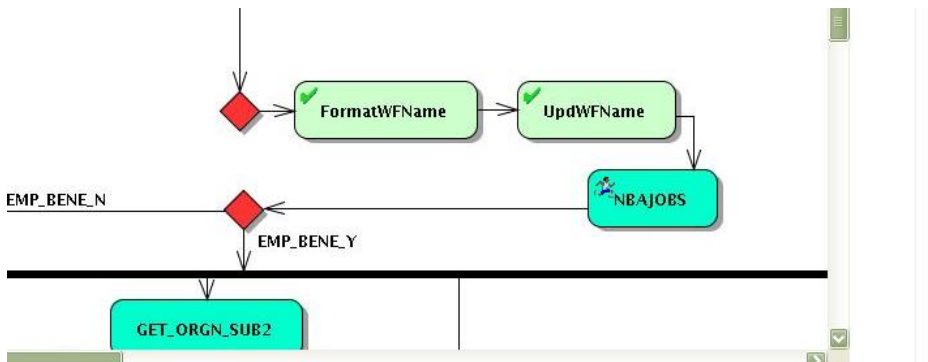 FormatWFName
UpdWFName
EMP_BENE_N
NBAJOBS
EMP_BENE_Y
GET_ORGN_SUB2